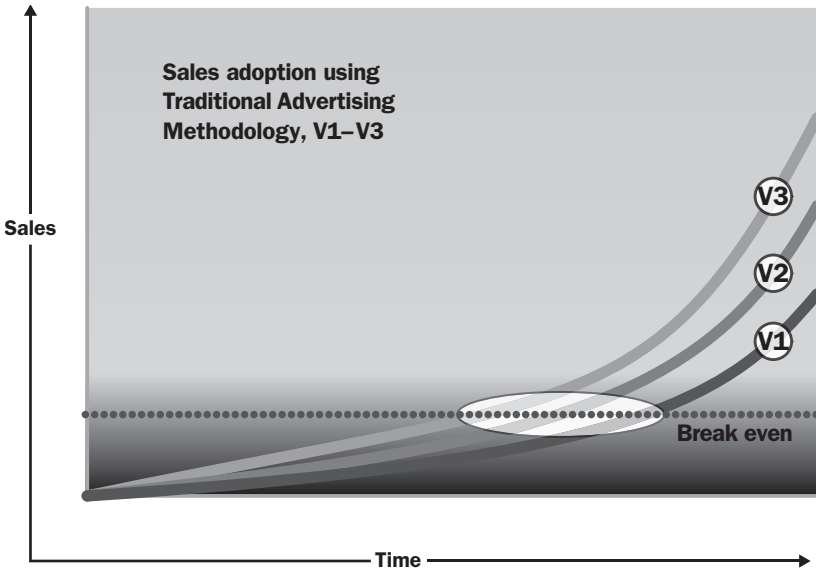 Sales adoption using
Traditional Advertising
Methodology, V1–V3
V3
Sales
V2
V1
Break even
Time